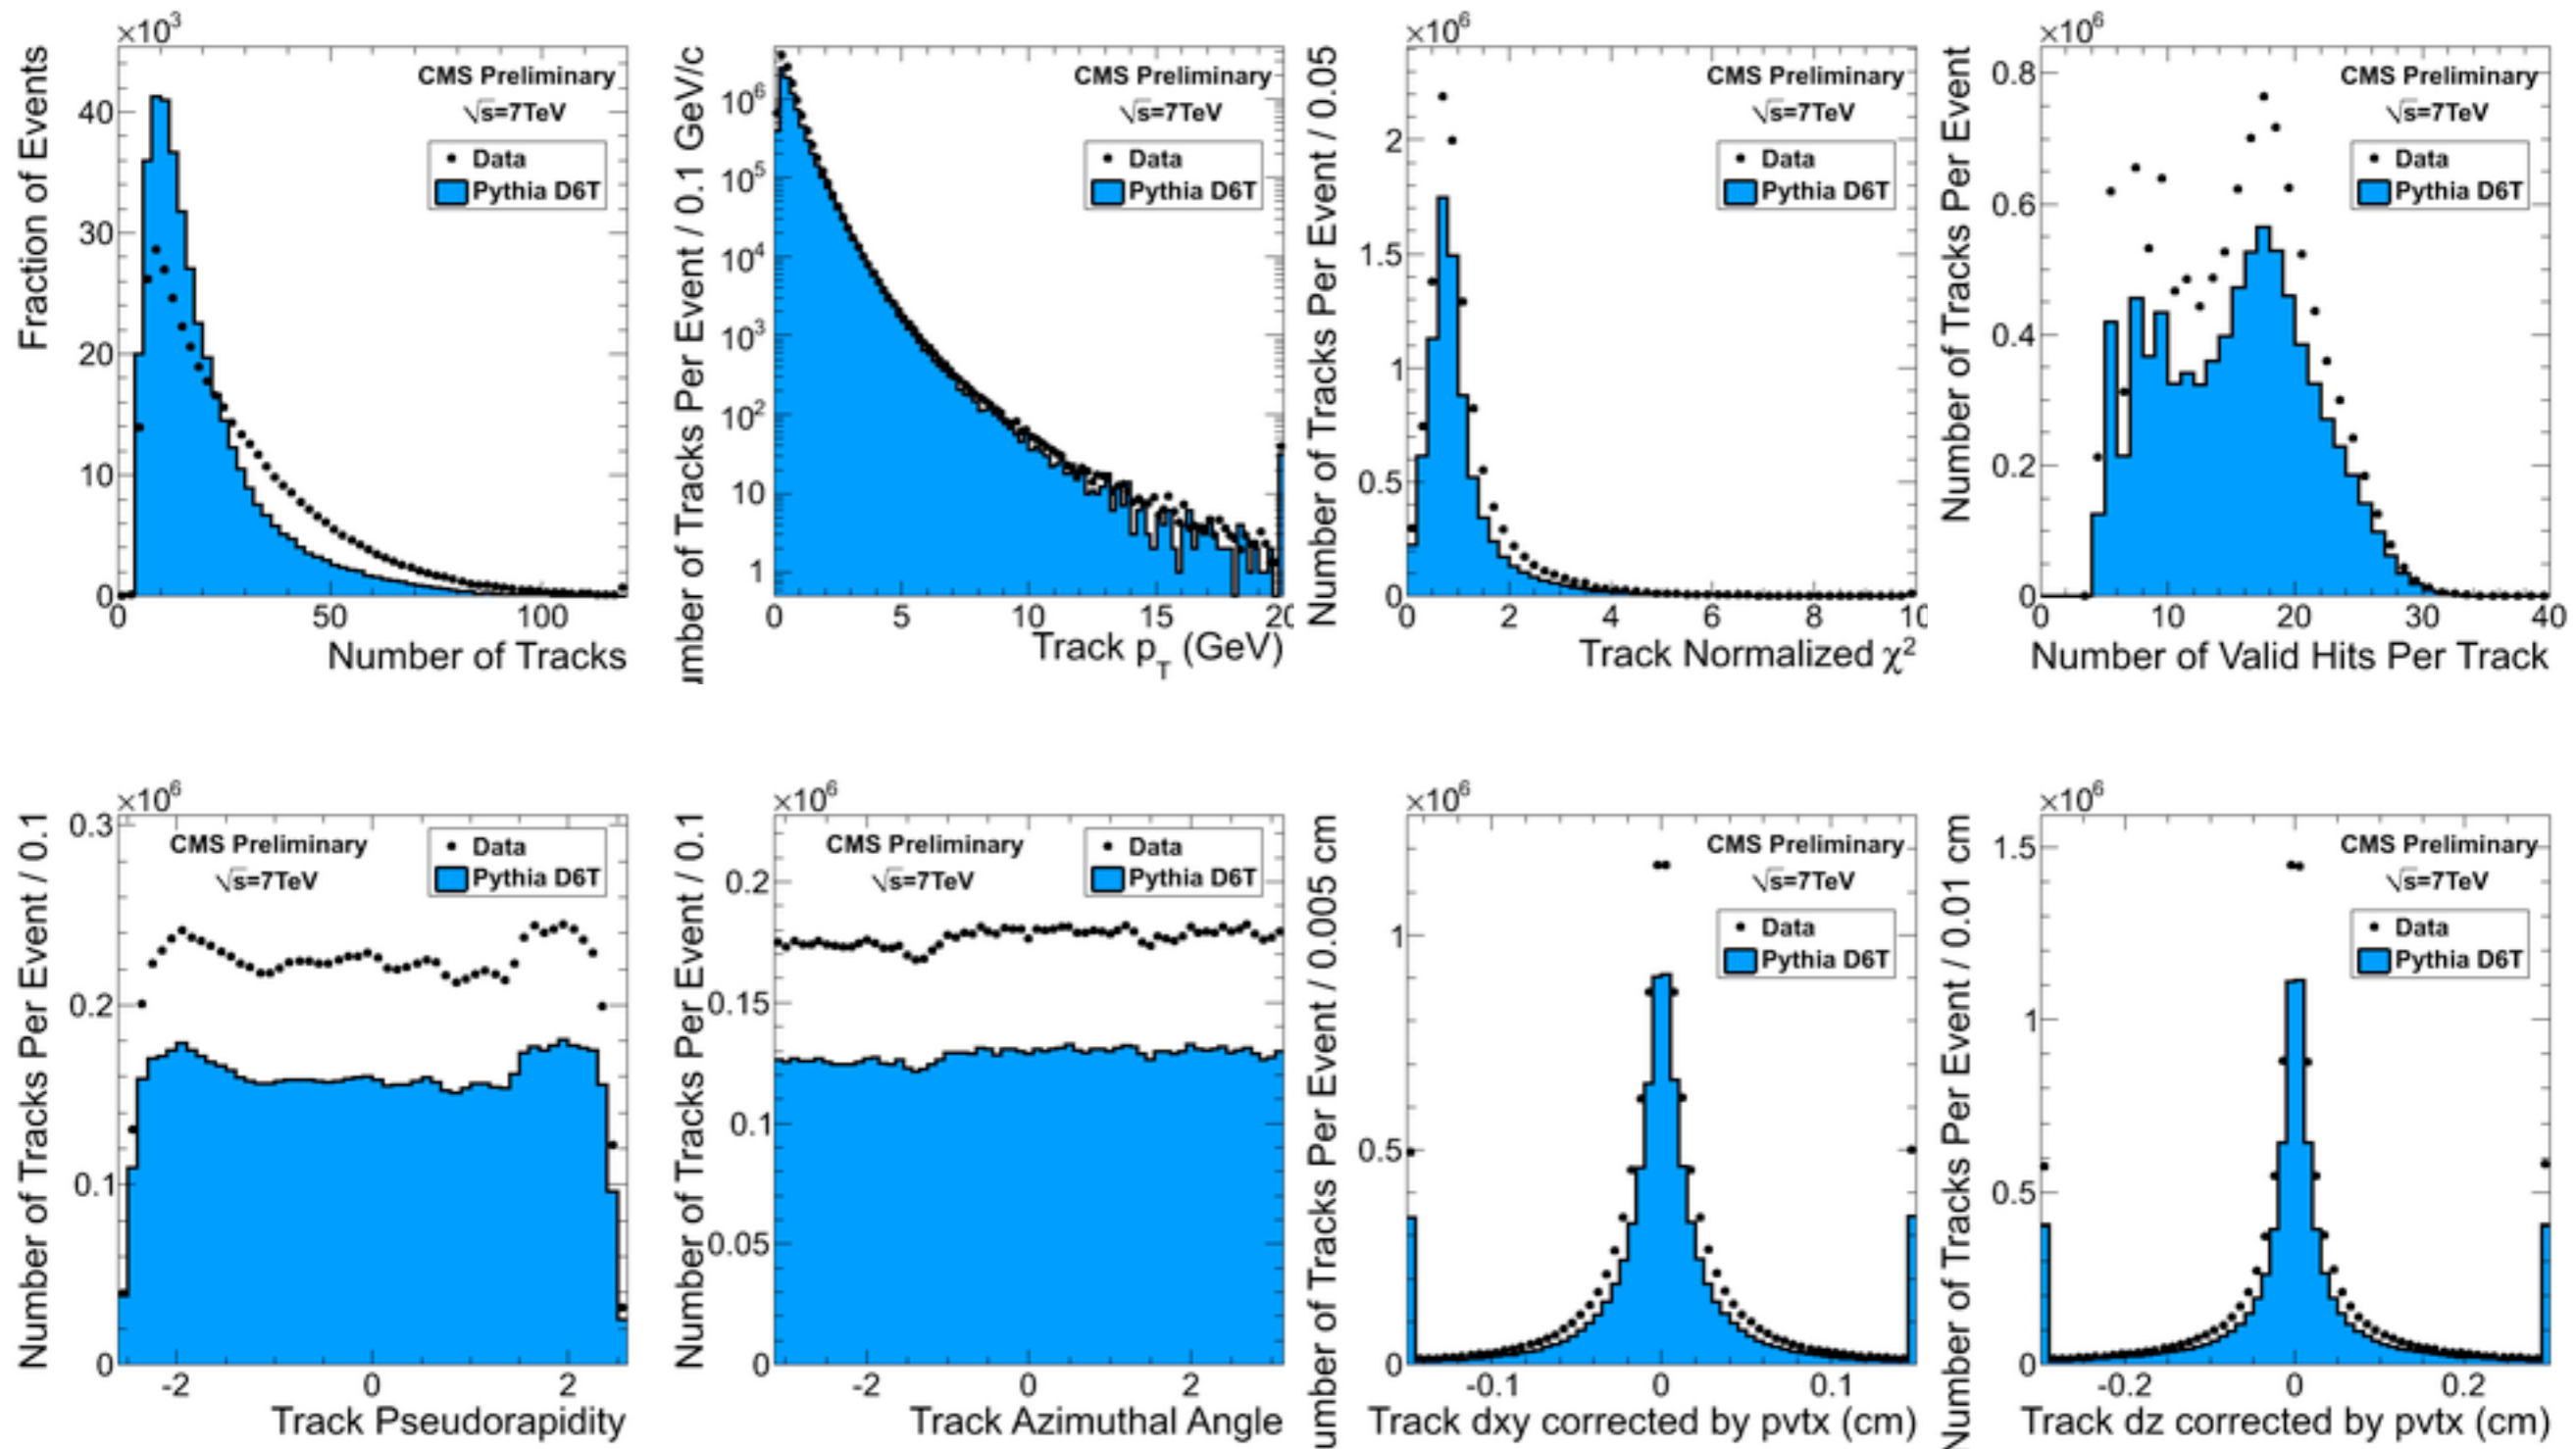 ×10³
Fraction of Events
CMS Preliminary
√s=7TeV
Data
Pythia D6T
40
30
20
10
0
0 50 100
Number of Tracks
umber of Tracks Per Event / 0.1 GeV/c
CMS Preliminary
√s=7TeV
Data
Pythia D6T
10⁶
10⁵
10⁴
10³
10²
10
1
0 5 10 15 20
Track p_T (GeV)
×10⁶
Number of Tracks Per Event / 0.05
CMS Preliminary
√s=7TeV
Data
Pythia D6T
2
1.5
1
0.5
0
0 2 4 6 8 10
Track Normalized χ²
×10⁶
Number of Tracks Per Event
CMS Preliminary
√s=7TeV
Data
Pythia D6T
0.8
0.6
0.4
0.2
0
0 10 20 30 40
Number of Valid Hits Per Track
×10⁶
Number of Tracks Per Event / 0.1
CMS Preliminary
√s=7TeV
Data
Pythia D6T
0.3
0.2
0.1
0
-2 0 2
Track Pseudorapidity
×10⁶
Number of Tracks Per Event / 0.1
CMS Preliminary
√s=7TeV
Data
Pythia D6T
0.2
0.15
0.1
0.05
0
-2 0 2
Track Azimuthal Angle
×10⁶
umber of Tracks Per Event / 0.005 cm
CMS Preliminary
√s=7TeV
Data
Pythia D6T
1
0.5
0
-0.1 0 0.1
Track dxy corrected by pvtx (cm)
×10⁶
Number of Tracks Per Event / 0.01 cm
CMS Preliminary
√s=7TeV
Data
Pythia D6T
1.5
1
0.5
0
-0.2 0 0.2
Track dz corrected by pvtx (cm)